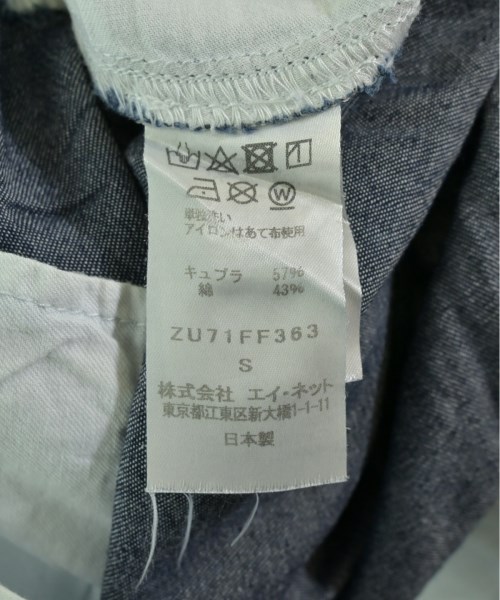 W
単独洗い
アイロンはあて布使用
キュプラ 57%
綿 43%
ZU71FF363
S
株式会社 エイ・ネット
東京都江東区新大橋1-1-11
日本製